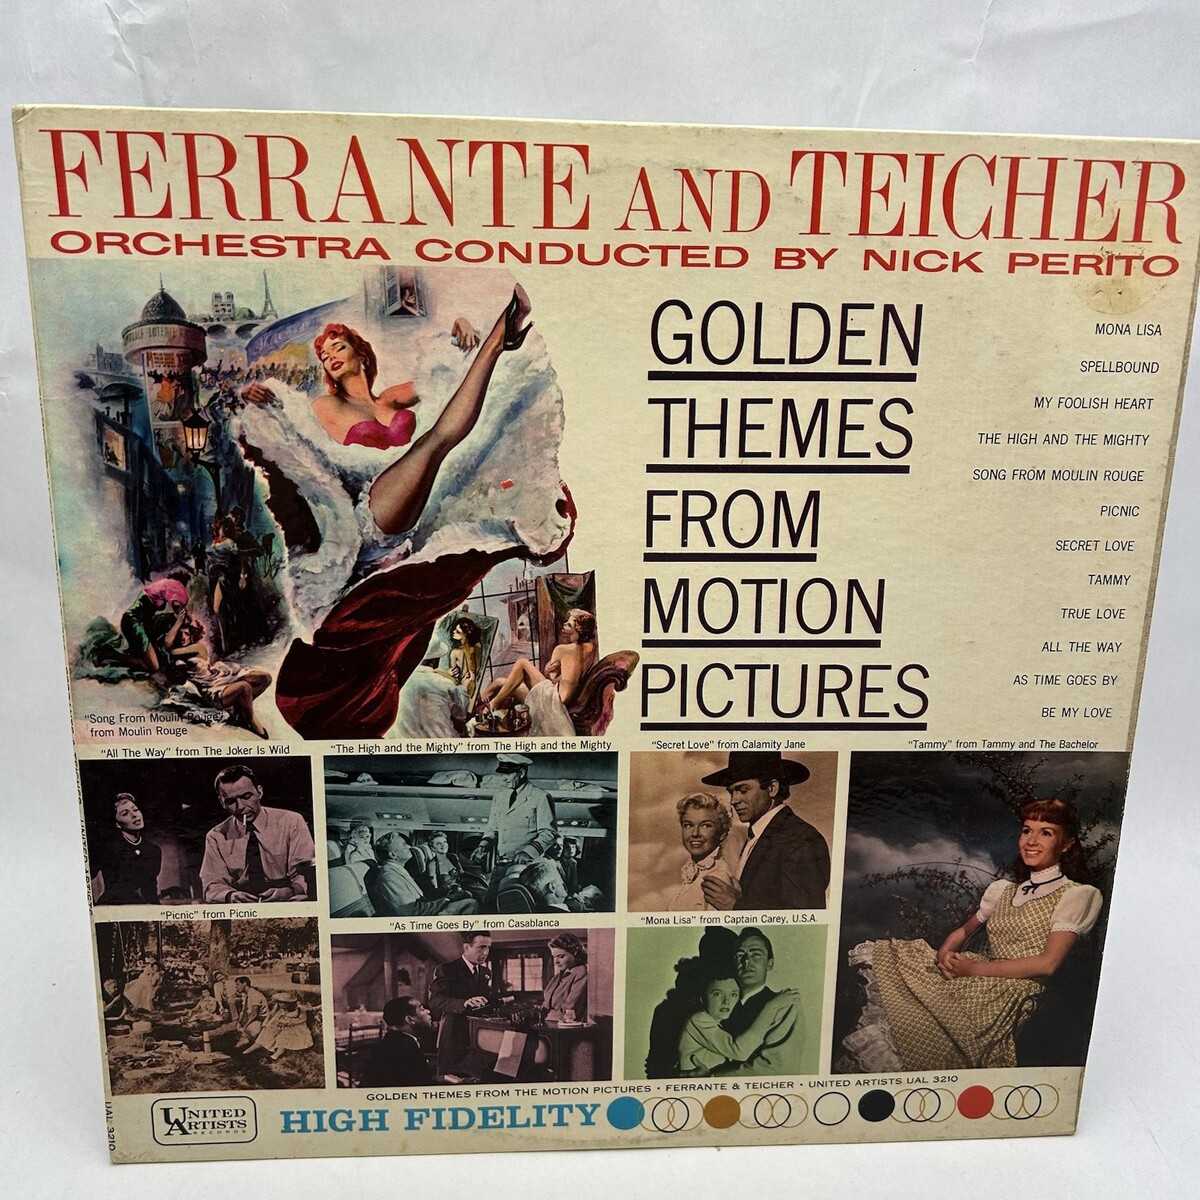 FERRANTE AND TEICHER
ORCHESTRA CONDUCTED BY NICK PERITO
GOLDEN
THEMES
FROM
MOTION
PICTURES
MONA LISA
SPELLBOUND
MY FOOLISH HEART
THE HIGH AND THE MIGHTY
SONG FROM MOULIN ROUGE
PICNIC
SECRET LOVE
TAMMY
TRUE LOVE
ALL THE WAY
AS TIME GOES BY
BE MY LOVE
"Song From Moulin Rouge"
from Moulin Rouge
"All The Way" from The Joker Is Wild
"The High and the Mighty" from The High and the Mighty
"Secret Love" from Calamity Jane
"Tammy" from Tammy and The Bachelor
"Picnic" from Picnic
"As Time Goes By" from Casablanca
"Mona Lisa" from Captain Carey, U.S.A.
GOLDEN THEMES FROM THE MOTION PICTURES • FERRANTE & TEICHER • UNITED ARTISTS UAL 3210
UNITED
ARTISTS
RECORDS
HIGH FIDELITY
UAL 3210